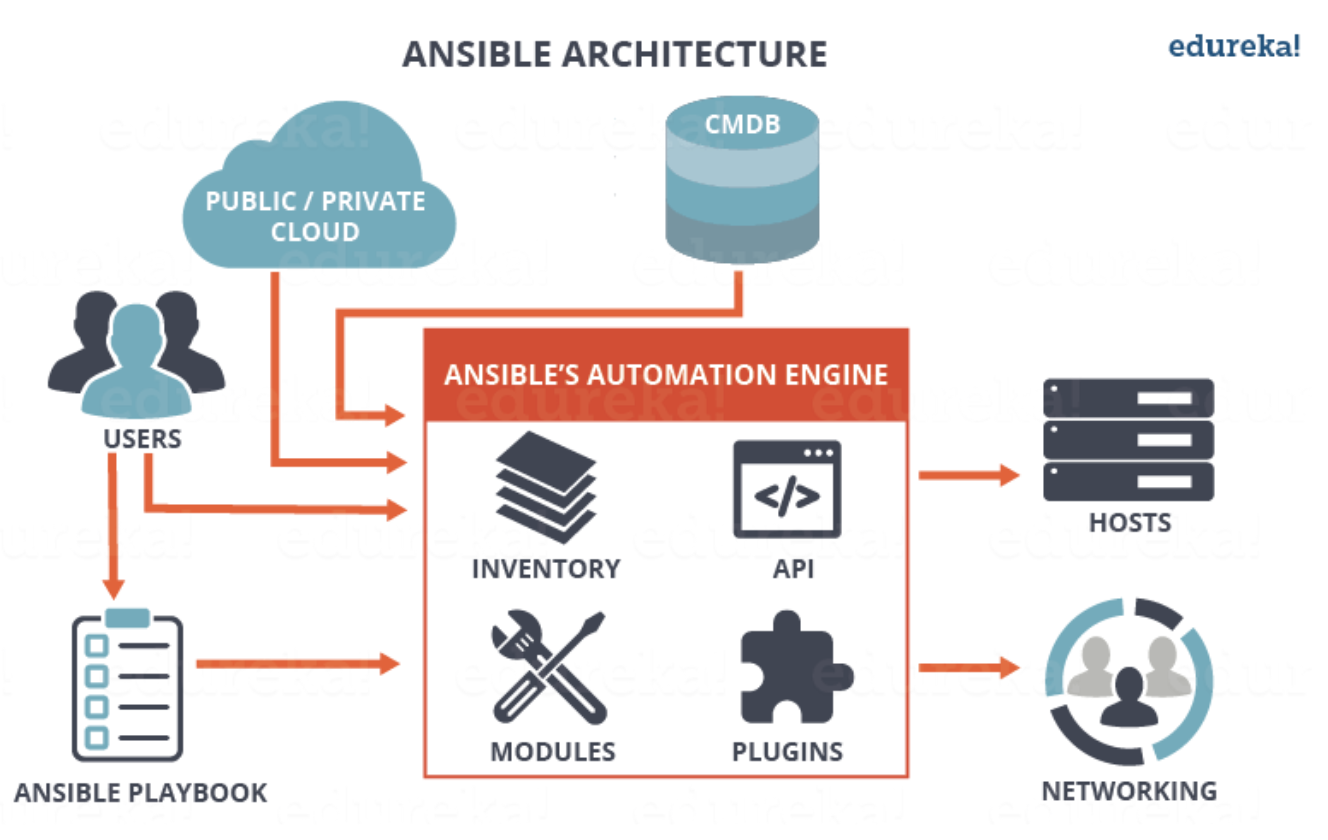 ANSIBLE ARCHITECTURE
edureka!
CMDB
PUBLIC / PRIVATE
CLOUD
USERS
ANSIBLE'S AUTOMATION ENGINE
</>
INVENTORY
API
HOSTS
MODULES
PLUGINS
ANSIBLE PLAYBOOK
NETWORKING